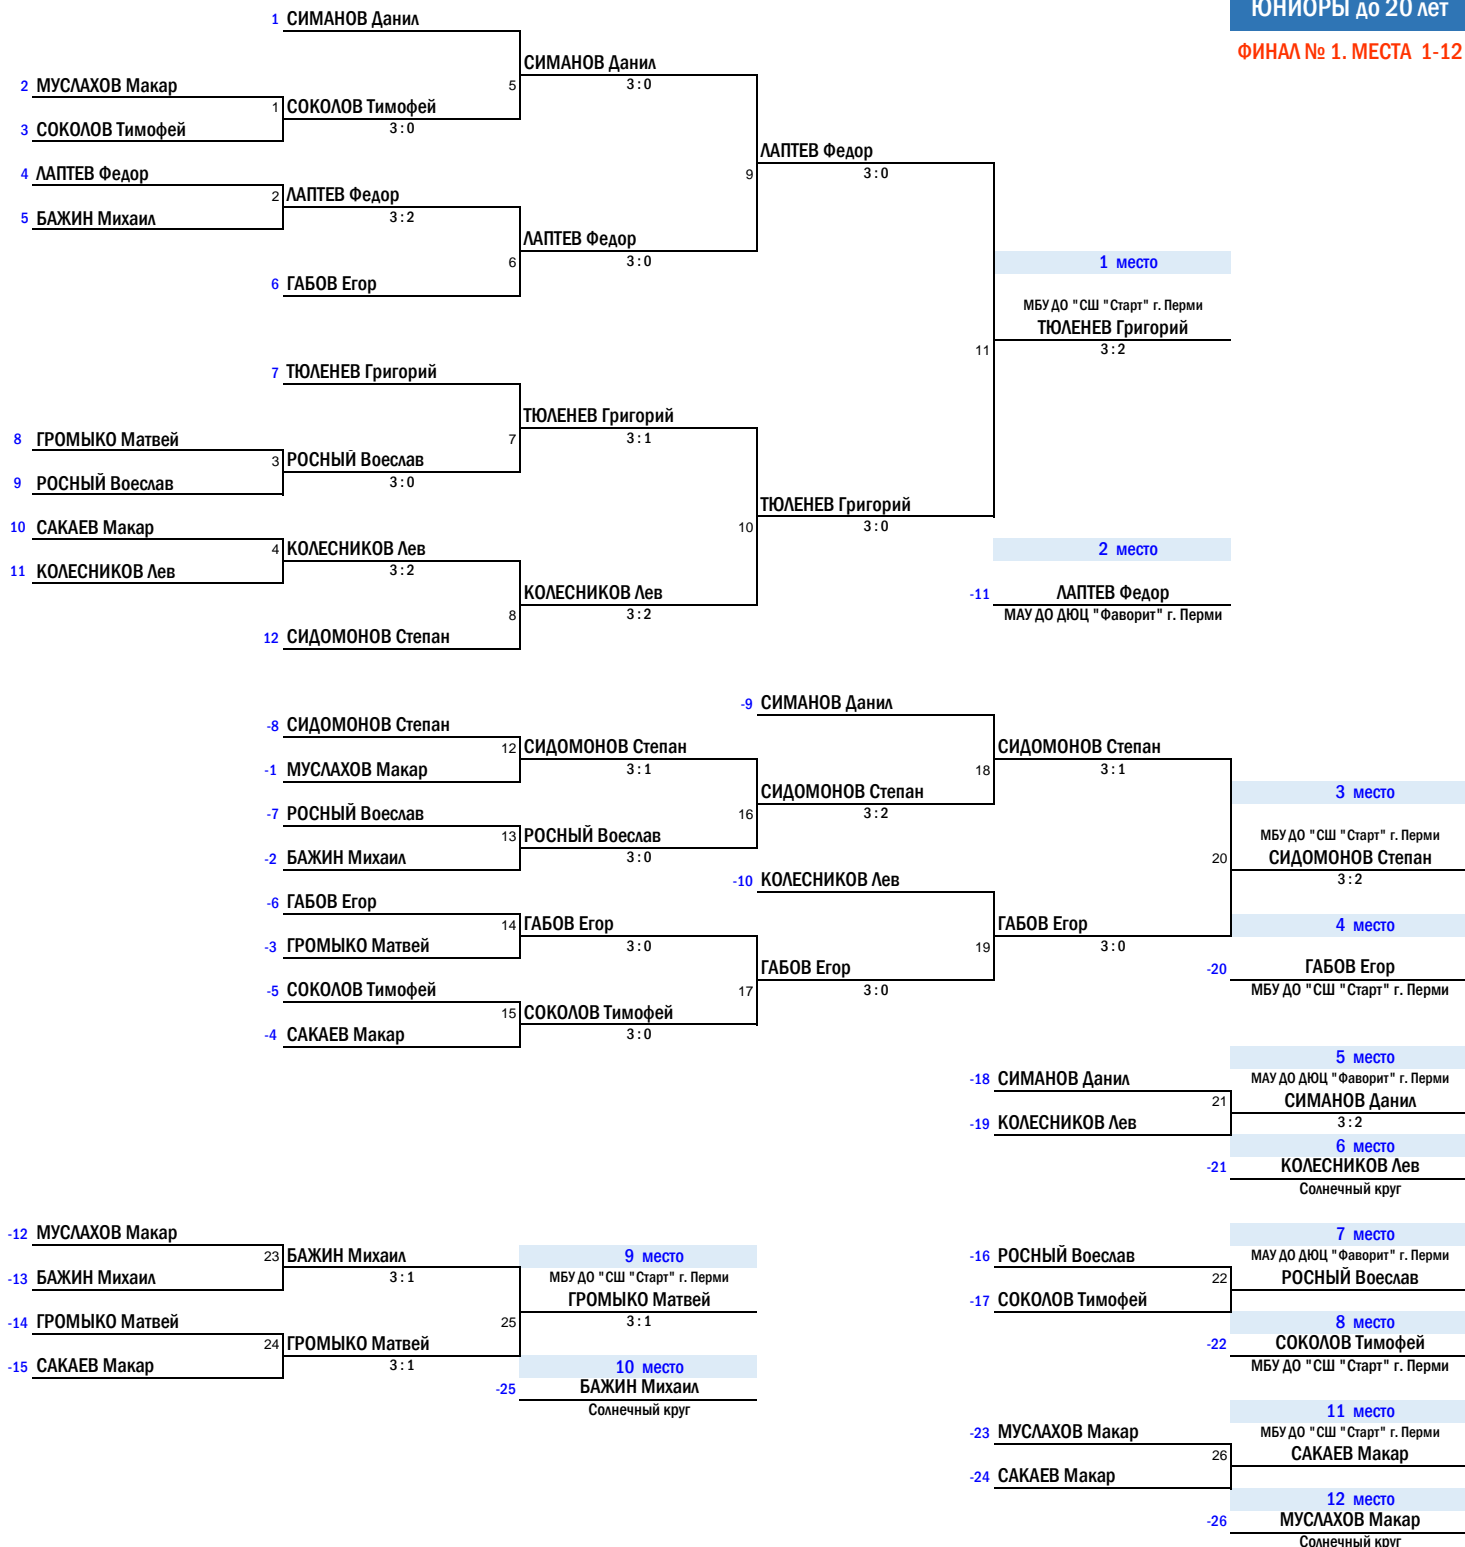 ЮНИОРЫ до 20 лет
ФИНАЛ № 1. МЕСТА 1-12
1 СИМАНОВ Данил
СИМАНОВ Данил
5
3 : 0
2 МУСЛАХОВ Макар
1 СОКОЛОВ Тимофей
3 : 0
3 СОКОЛОВ Тимофей
ЛАПТЕВ Федор
9
3 : 0
4 ЛАПТЕВ Федор
2 ЛАПТЕВ Федор
3 : 2
5 БАЖИН Михаил
ЛАПТЕВ Федор
6
3 : 0
6 ГАБОВ Егор
1 место
МБУ ДО "СШ "Старт" г. Перми
ТЮЛЕНЕВ Григорий
11
3 : 2
7 ТЮЛЕНЕВ Григорий
ТЮЛЕНЕВ Григорий
7
3 : 1
8 ГРОМЫКО Матвей
3 РОСНЫЙ Воеслав
3 : 0
9 РОСНЫЙ Воеслав
ТЮЛЕНЕВ Григорий
10
3 : 0
10 САКАЕВ Макар
4 КОЛЕСНИКОВ Лев
3 : 2
11 КОЛЕСНИКОВ Лев
КОЛЕСНИКОВ Лев
8
3 : 2
12 СИДОМОНОВ Степан
2 место
-11 ЛАПТЕВ Федор
МАУ ДО ДЮЦ "Фаворит" г. Перми
-9 СИМАНОВ Данил
-8 СИДОМОНОВ Степан
12 СИДОМОНОВ Степан
3 : 1
-1 МУСЛАХОВ Макар
18 СИДОМОНОВ Степан
3 : 1
16 СИДОМОНОВ Степан
3 : 2
-7 РОСНЫЙ Воеслав
13 РОСНЫЙ Воеслав
3 : 0
-2 БАЖИН Михаил
3 место
МБУ ДО "СШ "Старт" г. Перми
20 СИДОМОНОВ Степан
3 : 2
-10 КОЛЕСНИКОВ Лев
-6 ГАБОВ Егор
14 ГАБОВ Егор
3 : 0
-3 ГРОМЫКО Матвей
19 ГАБОВ Егор
3 : 0
4 место
-20 ГАБОВ Егор
МБУ ДО "СШ "Старт" г. Перми
17 ГАБОВ Егор
3 : 0
-5 СОКОЛОВ Тимофей
15 СОКОЛОВ Тимофей
3 : 0
-4 САКАЕВ Макар
5 место
МАУ ДО ДЮЦ "Фаворит" г. Перми
-18 СИМАНОВ Данил
21 СИМАНОВ Данил
3 : 2
-19 КОЛЕСНИКОВ Лев
6 место
-21 КОЛЕСНИКОВ Лев
Солнечный круг
-12 МУСЛАХОВ Макар
23 БАЖИН Михаил
3 : 1
-13 БАЖИН Михаил
9 место
МБУ ДО "СШ "Старт" г. Перми
ГРОМЫКО Матвей
25
3 : 1
-14 ГРОМЫКО Матвей
24 ГРОМЫКО Матвей
3 : 1
-15 САКАЕВ Макар
10 место
-25 БАЖИН Михаил
Солнечный круг
7 место
МАУ ДО ДЮЦ "Фаворит" г. Перми
-16 РОСНЫЙ Воеслав
22 РОСНЫЙ Воеслав
-17 СОКОЛОВ Тимофей
8 место
-22 СОКОЛОВ Тимофей
МБУ ДО "СШ "Старт" г. Перми
11 место
МБУ ДО "СШ "Старт" г. Перми
-23 МУСЛАХОВ Макар
26 САКАЕВ Макар
-24 САКАЕВ Макар
12 место
-26 МУСЛАХОВ Макар
Солнечный круг